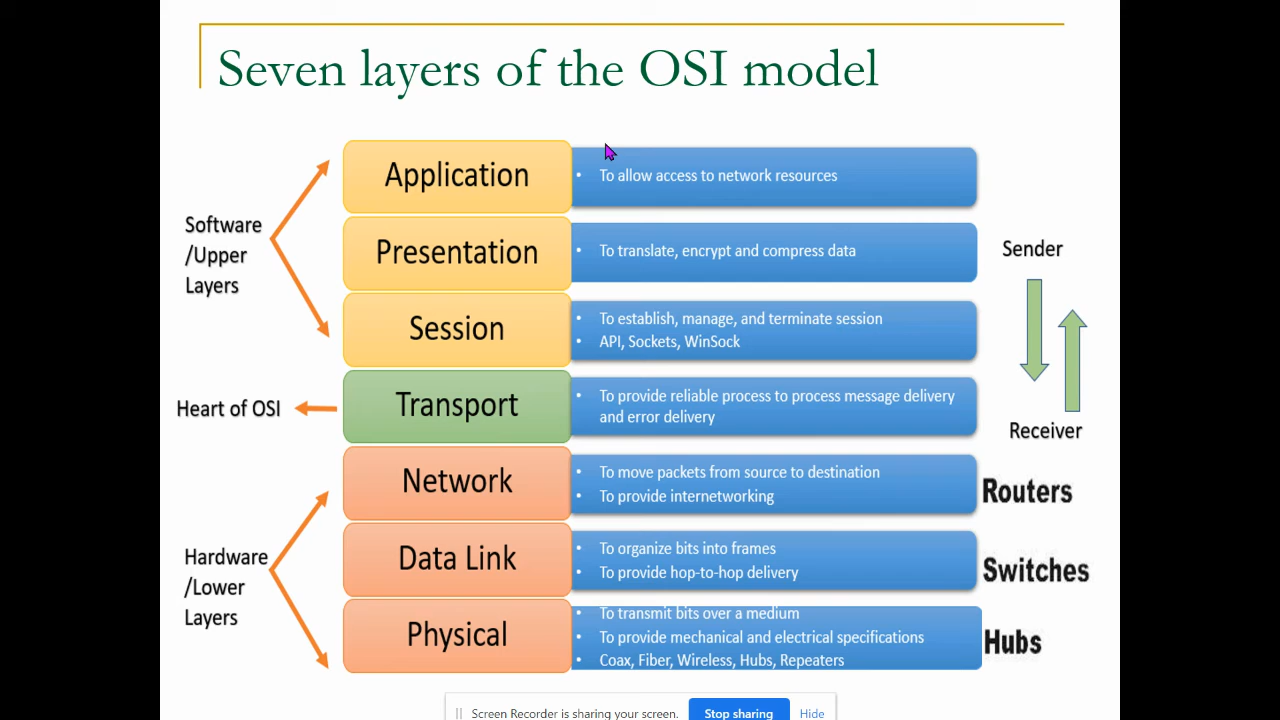 Seven layers of the OSI model
Software
/Upper
Layers
Application
• To allow access to network resources
Presentation
• To translate, encrypt and compress data
Session
• To establish, manage, and terminate session
• API, Sockets, WinSock
Sender
Receiver
Heart of OSI
Transport
• To provide reliable process to process message delivery
and error delivery
Hardware
/Lower
Layers
Network
• To move packets from source to destination
• To provide internetworking
Routers
Data Link
• To organize bits into frames
• To provide hop-to-hop delivery
Switches
Physical
• To transmit bits over a medium
• To provide mechanical and electrical specifications
• Coax, Fiber, Wireless, Hubs, Repeaters
Hubs
Screen Recorder is sharing your screen.
Stop sharing
Hide